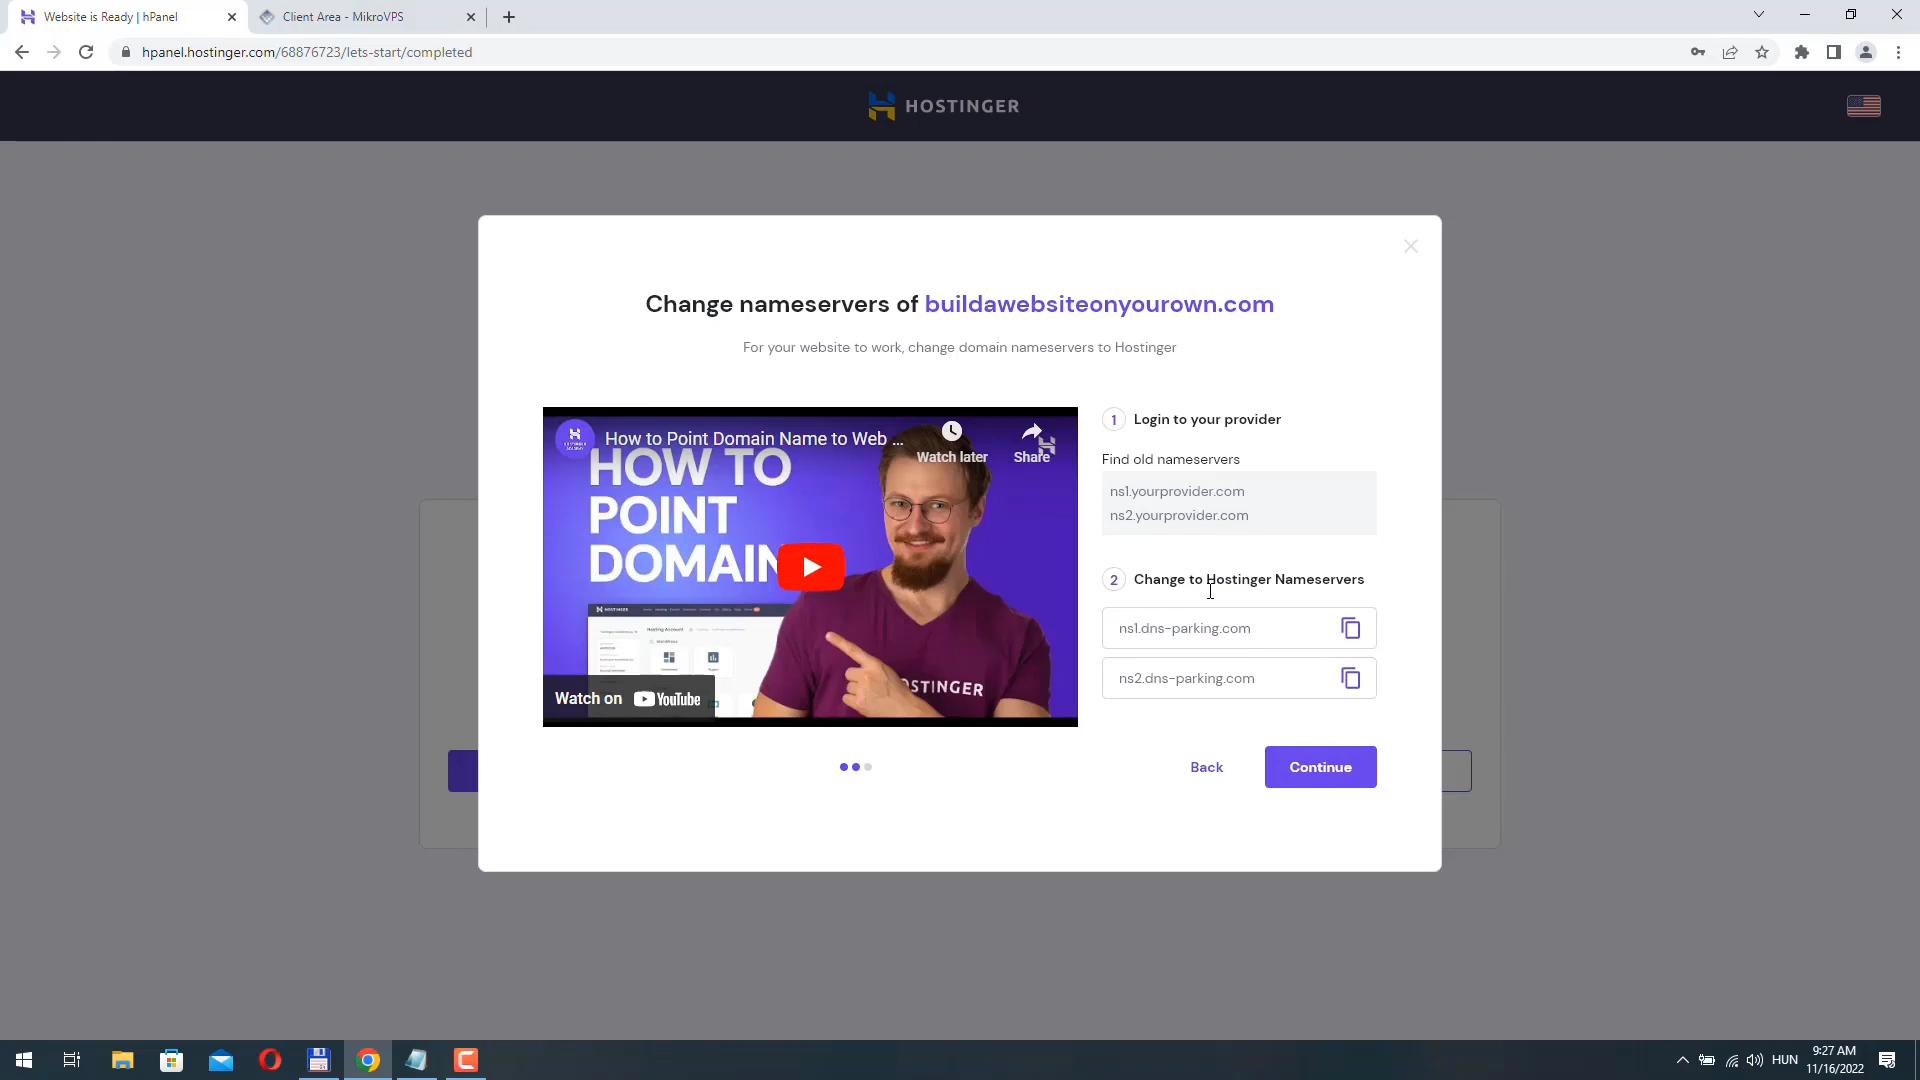 Website is Ready | hPanel
Client Area - MikroVPS
hpanel.hostinger.com/68876723/lets-start/completed
HOSTINGER
Change nameservers of buildawebsiteonyourown.com
For your website to work, change domain nameservers to Hostinger
How to Point Domain Name to Web ...
Watch later
Share
HOW TO
POINT
DOMAIN
HOSTINGER
Hosting Account
Watch on YouTube
1 Login to your provider
Find old nameservers
ns1.yourprovider.com
ns2.yourprovider.com
2 Change to Hostinger Nameservers
ns1.dns-parking.com
ns2.dns-parking.com
Back
Continue
HUN
9:27 AM
11/16/2022